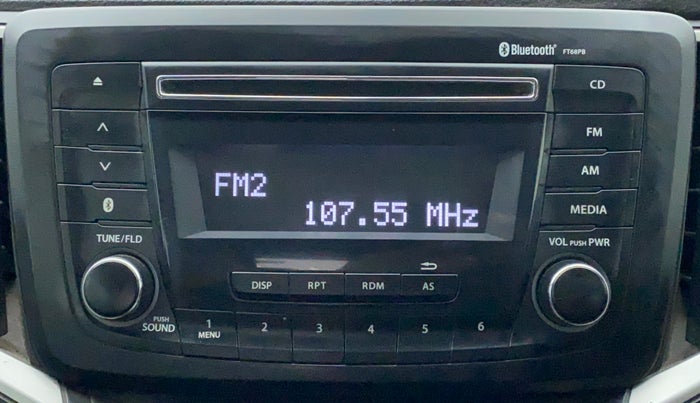 Bluetooth® FT68PB
CD
FM
AM
MEDIA
FM2
107.55 MHz
TUNE/FLD
VOL PUSH PWR
DISP RPT RDM AS
PUSH
SOUND
1 2 3 4 5 6
MENU